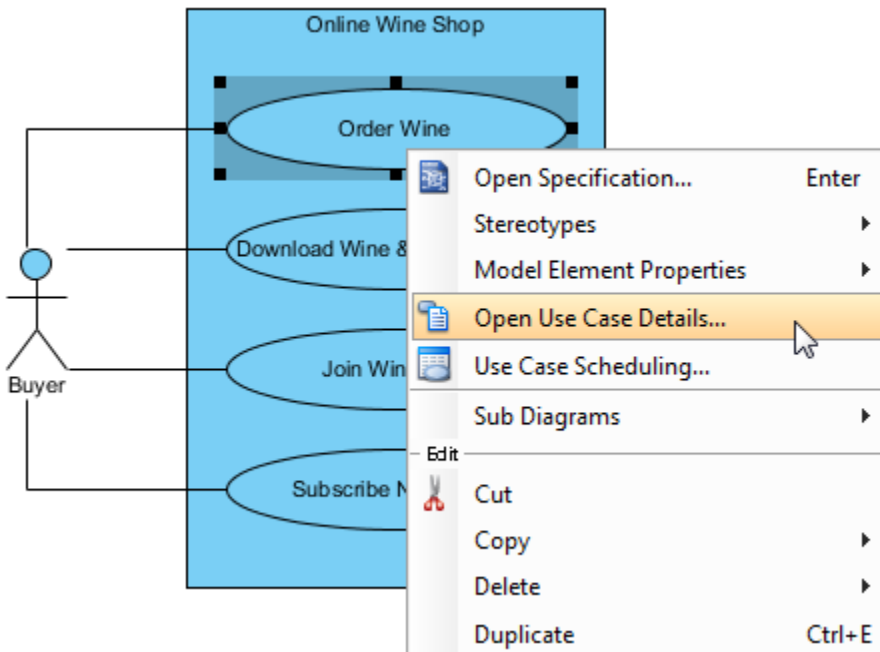 Online Wine Shop
Order Wine
Download Wine &
Join Win
Subscribe N
Buyer
Open Specification... Enter
Stereotypes
Model Element Properties
Open Use Case Details...
Use Case Scheduling...
Sub Diagrams
Edit
Cut
Copy
Delete
Duplicate Ctrl+E